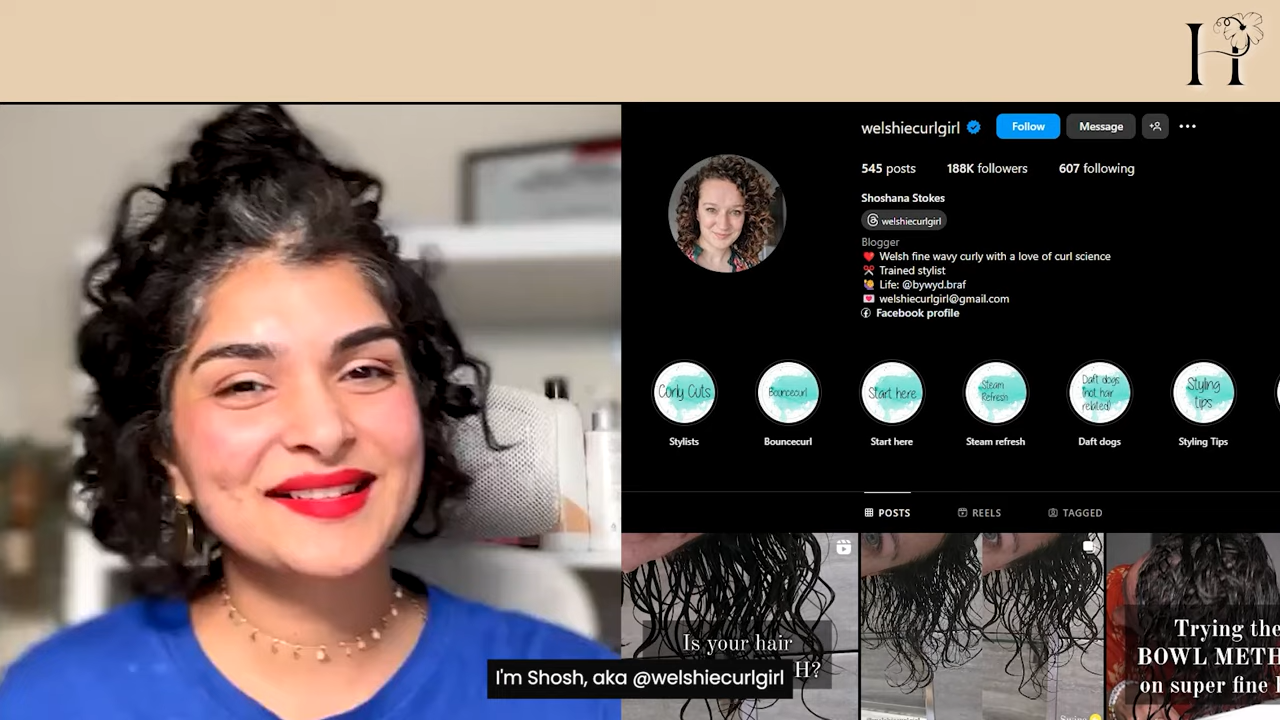 H
welshiecurlgirl
Follow
Message
545 posts
188K followers
607 following
Shoshana Stokes
welshiecurlgirl
Blogger
Welsh fine wavy curly with a love of curl science
Trained stylist
Life: @bywyd.braf
welshiecurlgirl@gmail.com
Facebook profile
Curly Cuts
Bouncecurl
Start here
Steam
Refresh
Daft dogs
(not hair
related)
Styling
tips
Stylists
Bouncecurl
Start here
Steam refresh
Daft dogs
Styling Tips
POSTS
REELS
TAGGED
Is your hair
H?
Trying the
BOWL METH
on super fine
I'm Shosh, aka @welshiecurlgirl